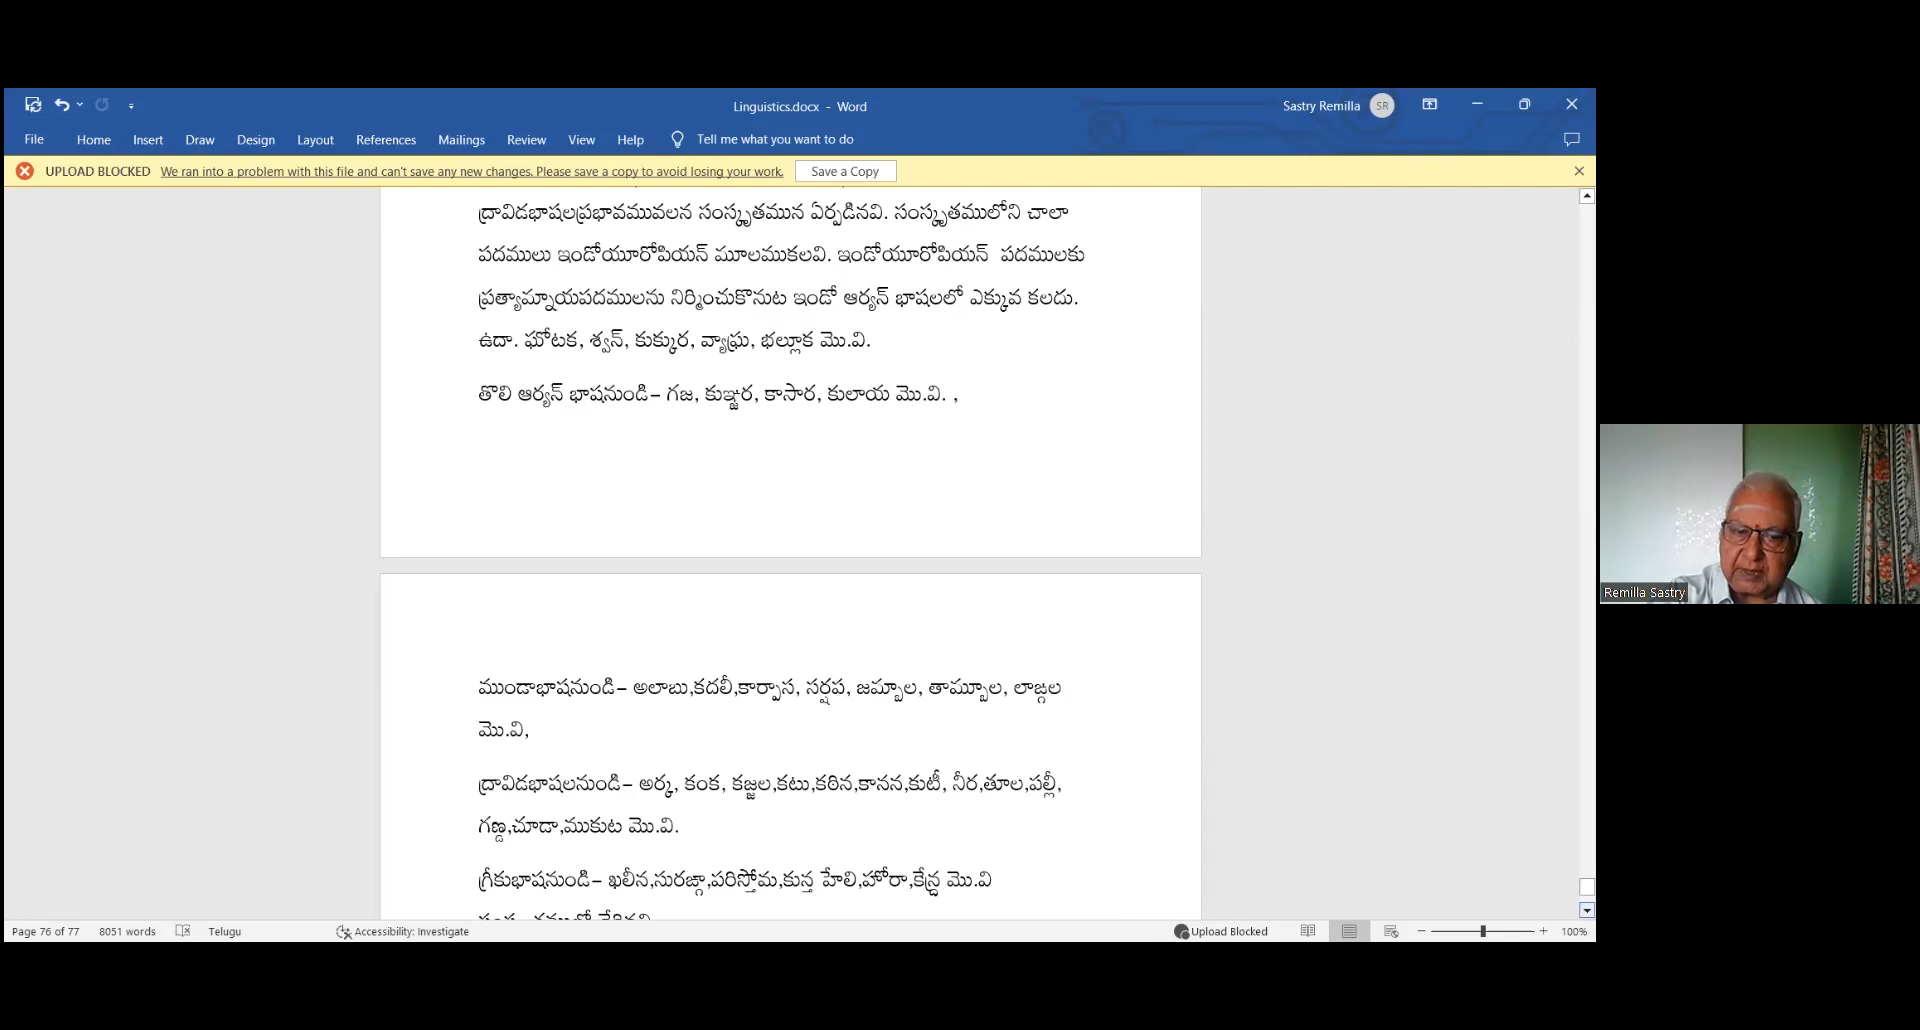 Linguistics.docx - Word
Sastry Remilla SR
File Home Insert Draw Design Layout References Mailings Review View Help Tell me what you want to do
UPLOAD BLOCKED We ran into a problem with this file and can't save any new changes. Please save a copy to avoid losing your work. Save a Copy
ద్రావిడభాషలప్రభావమువలన సంస్కృతమున ఏర్పడినవి. సంస్కృతములోని చాలా
పదములు ఇండోయూరోపియన్ మూలముకలవి. ఇండోయూరోపియన్ పదములకు
ప్రత్యామ్నాయపదములను నిర్మించుకొనుట ఇండో ఆర్యన్ భాషలలో ఎక్కువ కలదు.
ఉదా. ఘోటక, శ్వన్, కుక్కుర, వ్యాఘ్ర, భల్లూక మొ.వి.
తొలి ఆర్యన్ భాషనుండి– గజ, కుఞ్జర, కాసార, కులాయ మొ.వి. ,
ముండాభాషనుండి– అలాబు,కదలీ,కార్పాస, సర్షప, జమ్బాల, తామ్బూల, లాఙ్గల
మొ.వి,
ద్రావిడభాషలనుండి– అర్క, కంక, కజ్జల,కటు,కఠిన,కానన,కుటీ, నీర,తూల,పల్లీ,
గణ్డ,చూడా,ముకుట మొ.వి.
గ్రీకుభాషనుండి– ఖలీన,సురఙ్గా,పరిస్తోమ,కున్త హేలి,హోరా,కేన్ద్ర మొ.వి
Remilla Sastry
Page 76 of 77 8051 words Telugu Accessibility: Investigate Upload Blocked 100%